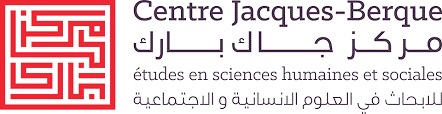 Centre Jacques-Berque
مركز جاك بارك
études en sciences humaines et sociales
للابحاث في العلوم الانسانية و الاجتماعية